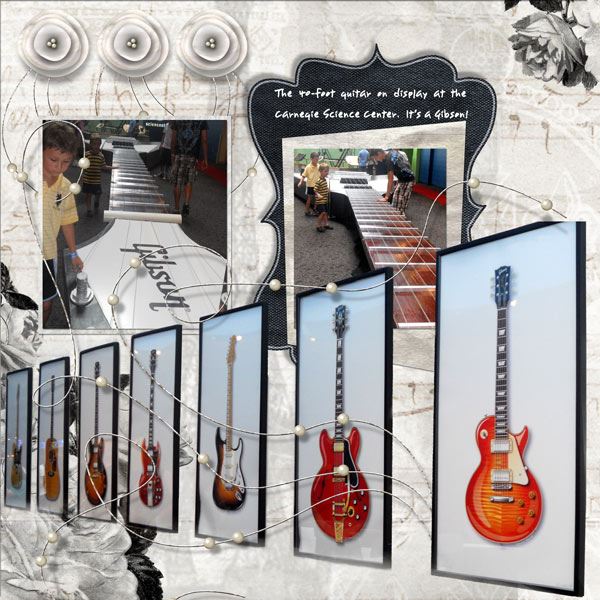 The 40-foot guitar on display at the
Carnegie Science Center. It's a Gibson!
Gibson